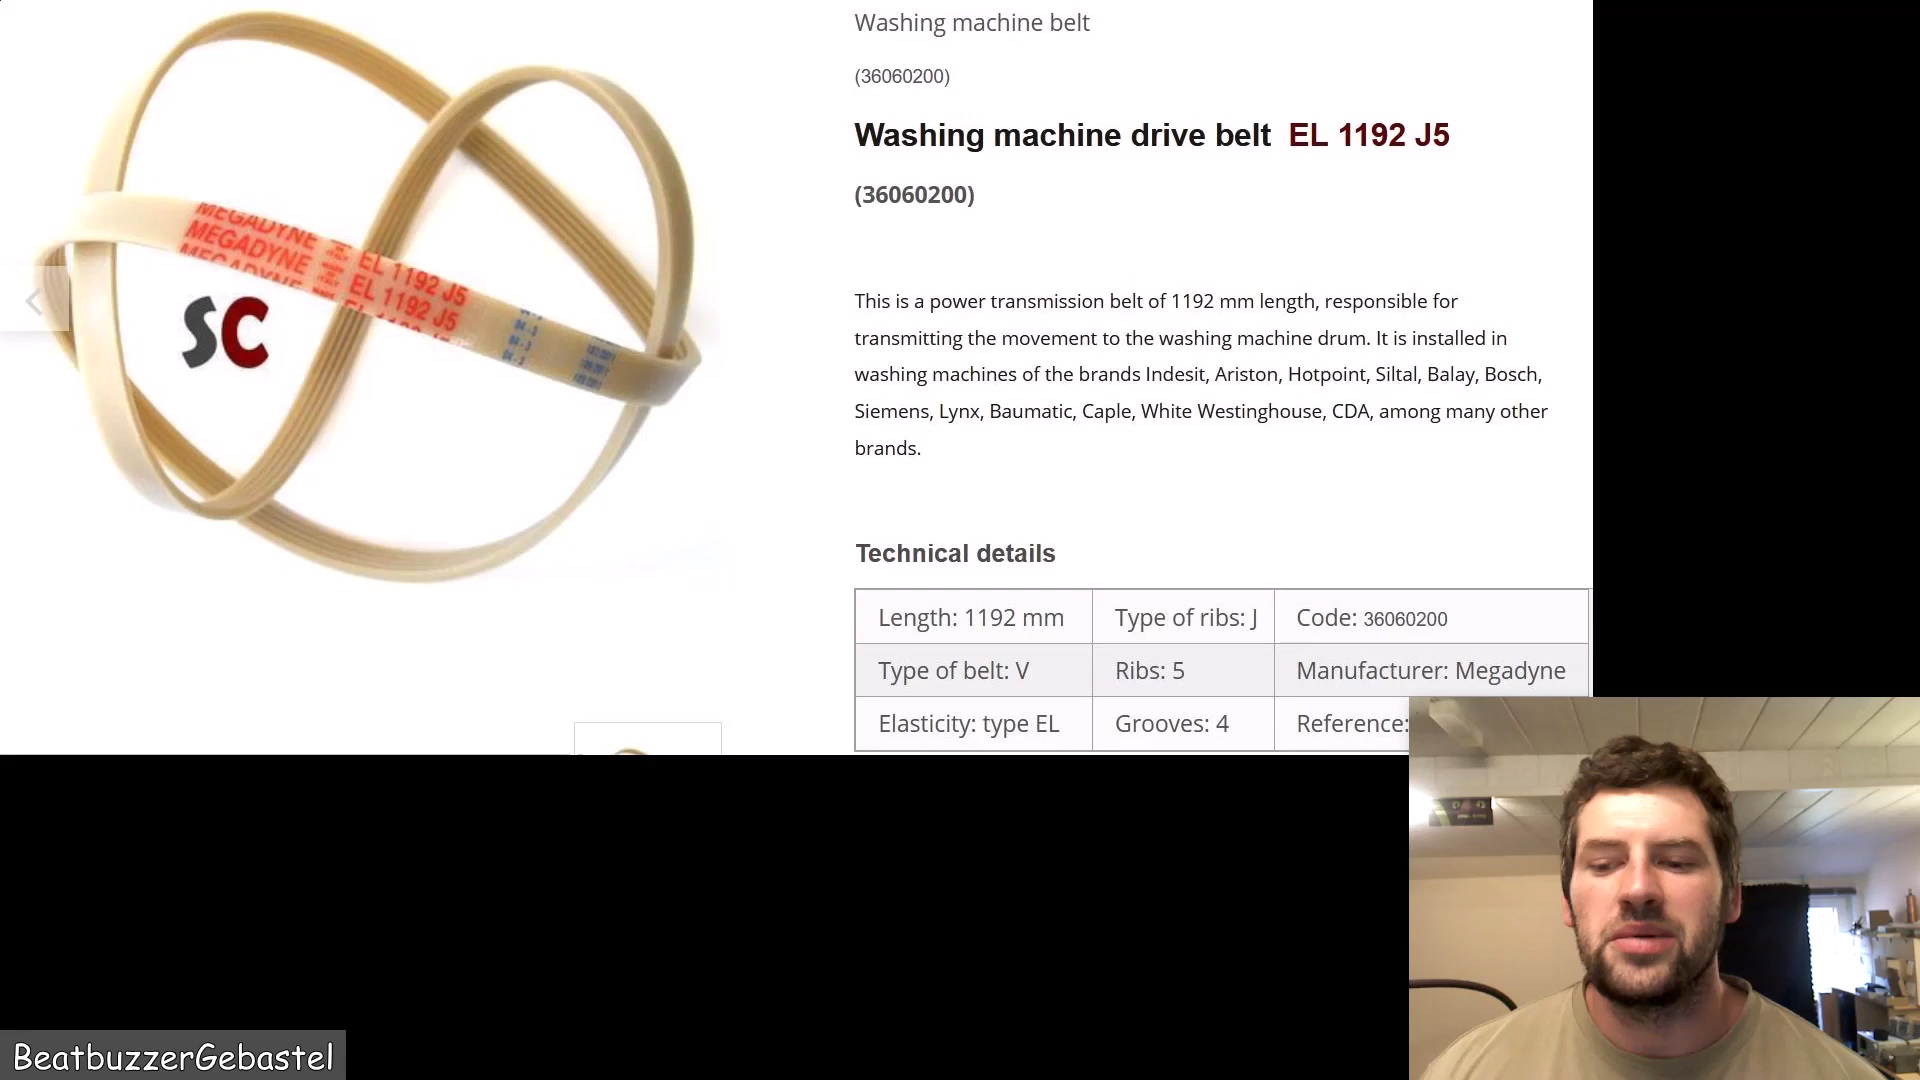 Washing machine belt
(36060200)
Washing machine drive belt EL 1192 J5
(36060200)
This is a power transmission belt of 1192 mm length, responsible for
transmitting the movement to the washing machine drum. It is installed in
washing machines of the brands Indesit, Ariston, Hotpoint, Siltal, Balay, Bosch,
Siemens, Lynx, Baumatic, Caple, White Westinghouse, CDA, among many other
brands.
Technical details
Length: 1192 mm Type of ribs: J Code: 36060200
Type of belt: V Ribs: 5 Manufacturer: Megadyne
Elasticity: type EL Grooves: 4 Reference:
MEGADYNE EL 1192 J5
MEGADYNE EL 1192 J5
MEGADYNE
SC
BeatbuzzerGebastel